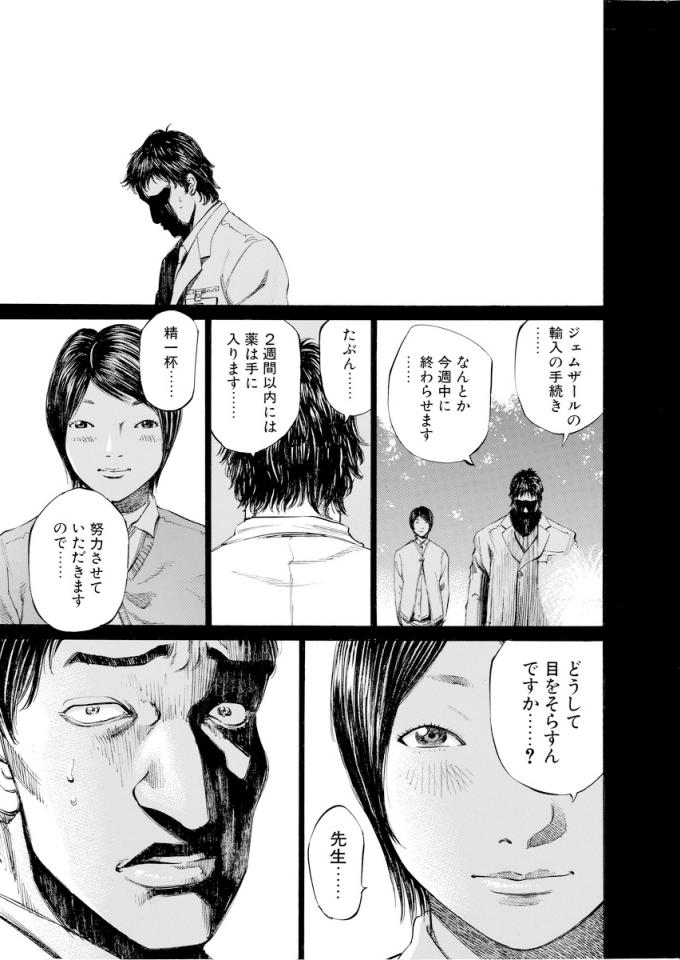 ジェムザールの
輸入の手続き
……
なんとか
今週中に
終わらせます
たぶん……
2週間以内には
薬は手に
入ります……
精一杯……
努力させて
いただきます
ので……
どうして
目をそらすん
ですか……?
先生……